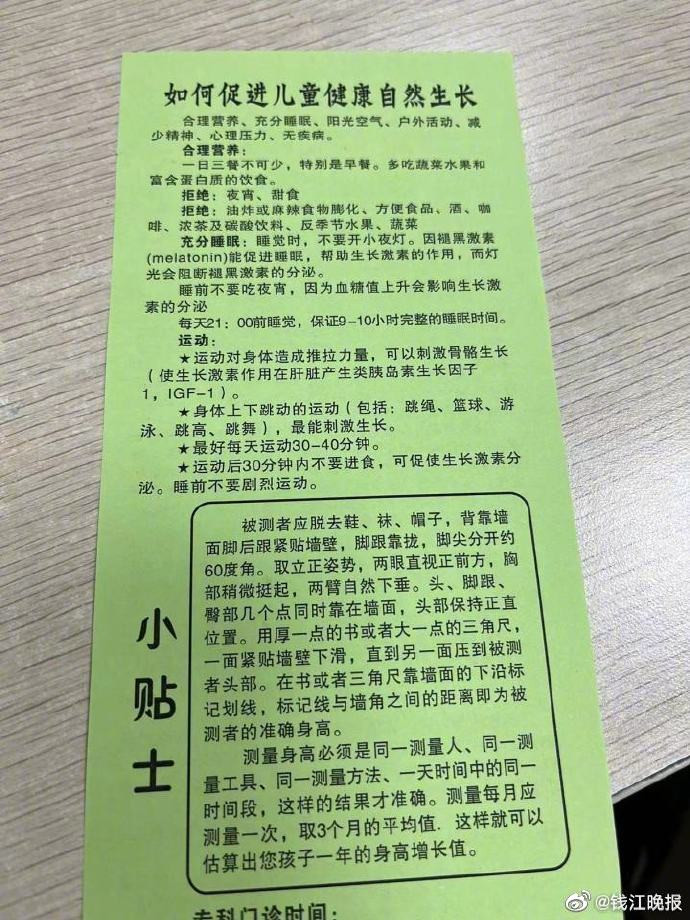 如何促进儿童健康自然生长
合理营养、充分睡眠、阳光空气、户外活动、减
少精神、心理压力、无疾病。
合理营养：
一日三餐不可少，特别是早餐。多吃蔬菜水果和
富含蛋白质的饮食。
拒绝：夜宵、甜食
拒绝：油炸或麻辣食物膨化、方便食品、酒、咖
啡、浓茶及碳酸饮料、反季节水果、蔬菜
充分睡眠：睡觉时，不要开小夜灯。因褪黑激素
(melatonin)能促进睡眠，帮助生长激素的作用，而灯
光会阻断褪黑激素的分泌。
睡前不要吃夜宵，因为血糖值上升会影响生长激
素的分泌
每天21：00前睡觉，保证9-10小时完整的睡眠时间。
运动：
★运动对身体造成推拉力量，可以刺激骨骼生长
（使生长激素作用在肝脏产生类胰岛素生长因子
1，IGF-1）。
★身体上下跳动的运动（包括：跳绳、篮球、游
泳、跳高、跳舞），最能刺激生长。
★最好每天运动30-40分钟。
★运动后30分钟内不要进食，可促使生长激素分
泌。睡前不要剧烈运动。
小贴士
被测者应脱去鞋、袜、帽子，背靠墙
面脚后跟紧贴墙壁，脚跟靠拢，脚尖分开约
60度角。取立正姿势，两眼直视正前方，胸
部稍微挺起，两臂自然下垂。头、脚跟、
臀部几个点同时靠在墙面，头部保持正直
位置。用厚一点的书或者大一点的三角尺，
一面紧贴墙壁下滑，直到另一面压到被测
者头部。在书或者三角尺靠墙面的下沿标
记划线，标记线与墙角之间的距离即为被
测者的准确身高。
测量身高必须是同一测量人、同一测
量工具、同一测量方法、一天时间中的同一
时间段，这样的结果才准确。测量每月应
测量一次，取3个月的平均值．这样就可以
估算出您孩子一年的身高增长值。
专科门诊时间：
@钱江晚报